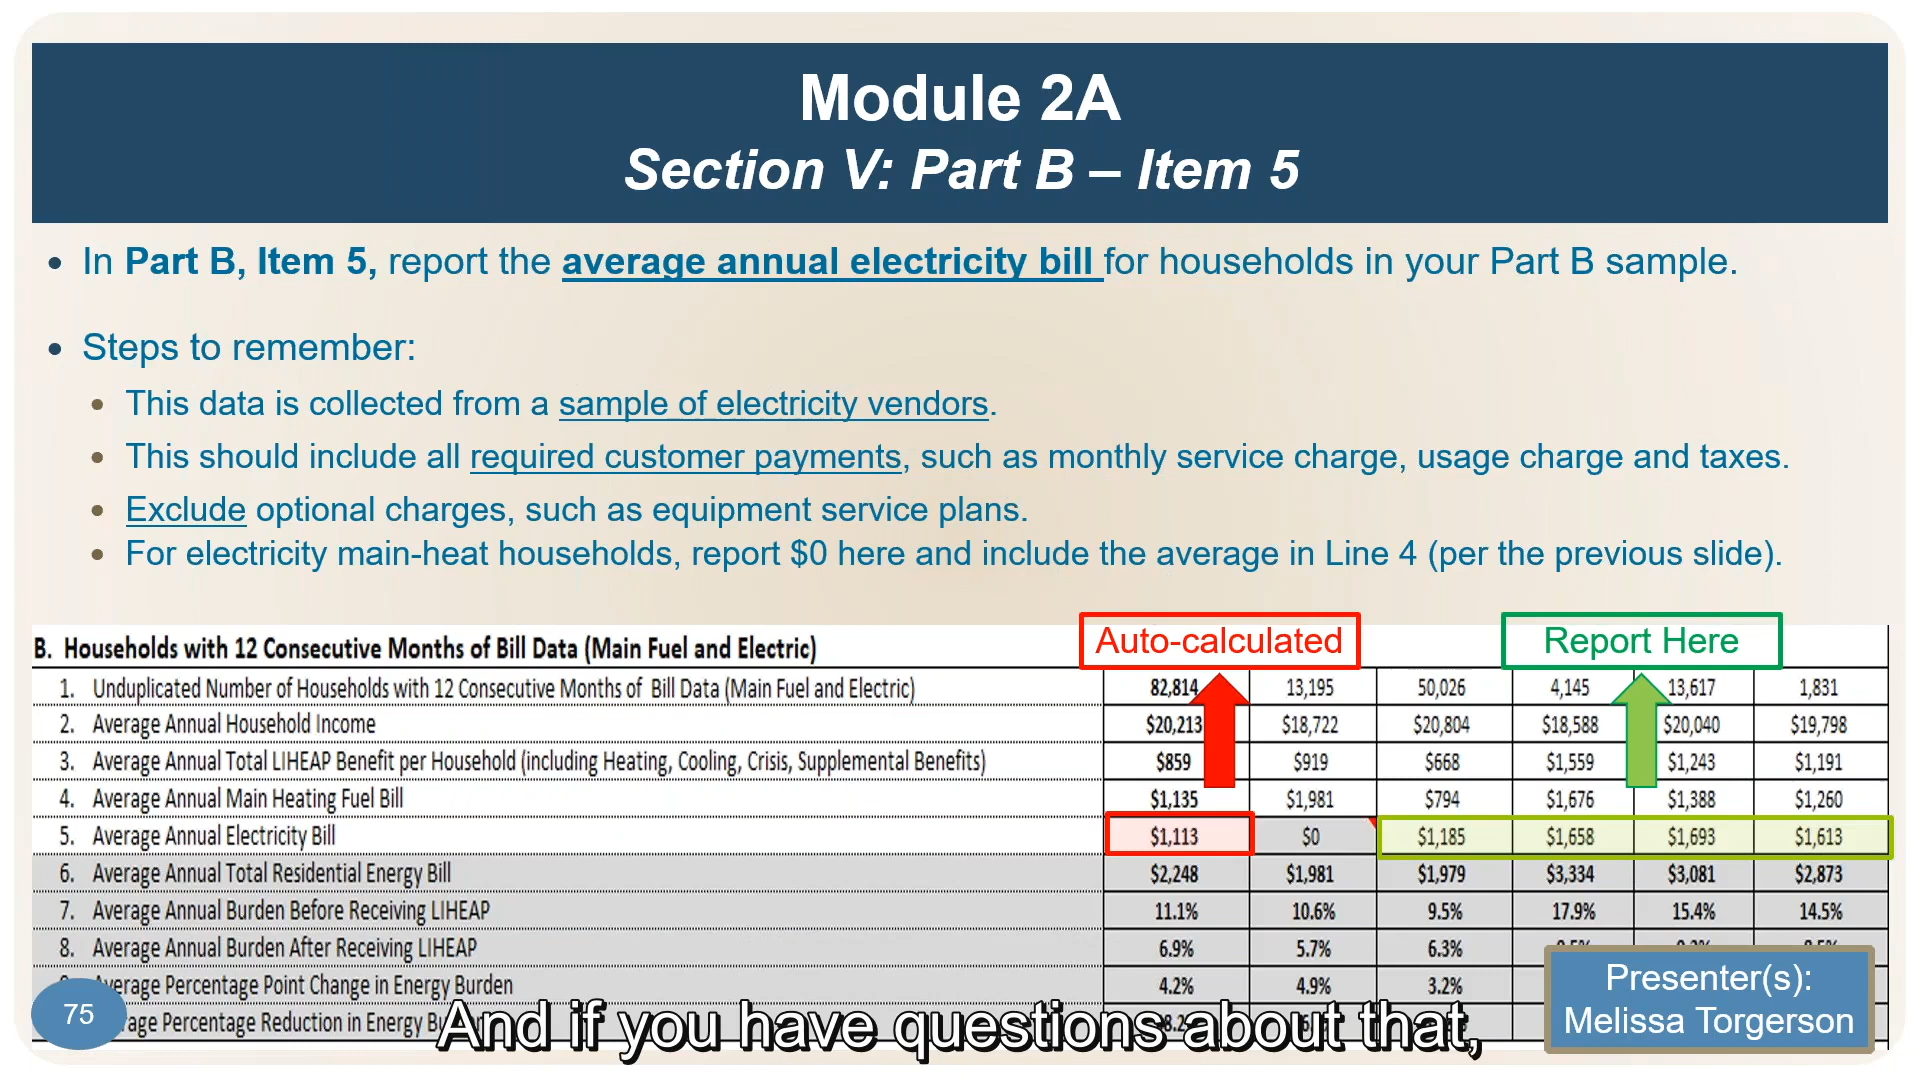 Module 2A
Section V: Part B – Item 5
In Part B, Item 5, report the average annual electricity bill for households in your Part B sample.
Steps to remember:
This data is collected from a sample of electricity vendors.
This should include all required customer payments, such as monthly service charge, usage charge and taxes.
Exclude optional charges, such as equipment service plans.
For electricity main-heat households, report $0 here and include the average in Line 4 (per the previous slide).
Auto-calculated
Report Here
B. Households with 12 Consecutive Months of Bill Data (Main Fuel and Electric)
1. Unduplicated Number of Households with 12 Consecutive Months of Bill Data (Main Fuel and Electric) 82,814 13,195 50,026 4,145 13,617 1,831
2. Average Annual Household Income $20,213 $18,722 $20,804 $18,588 $20,040 $19,798
3. Average Annual Total LIHEAP Benefit per Household (including Heating, Cooling, Crisis, Supplemental Benefits) $859 $919 $668 $1,559 $1,243 $1,191
4. Average Annual Main Heating Fuel Bill $1,135 $1,981 $794 $1,676 $1,388 $1,260
5. Average Annual Electricity Bill $1,113 $0 $1,185 $1,658 $1,693 $1,613
6. Average Annual Total Residential Energy Bill $2,248 $1,981 $1,979 $3,334 $3,081 $2,873
7. Average Annual Burden Before Receiving LIHEAP 11.1% 10.6% 9.5% 17.9% 15.4% 14.5%
8. Average Annual Burden After Receiving LIHEAP 6.9% 5.7% 6.3%
Percentage Point Change in Energy Burden 4.2% 4.9% 3.2%
Percentage Reduction in Energy
75
And if you have questions about that,
Presenter(s):
Melissa Torgerson